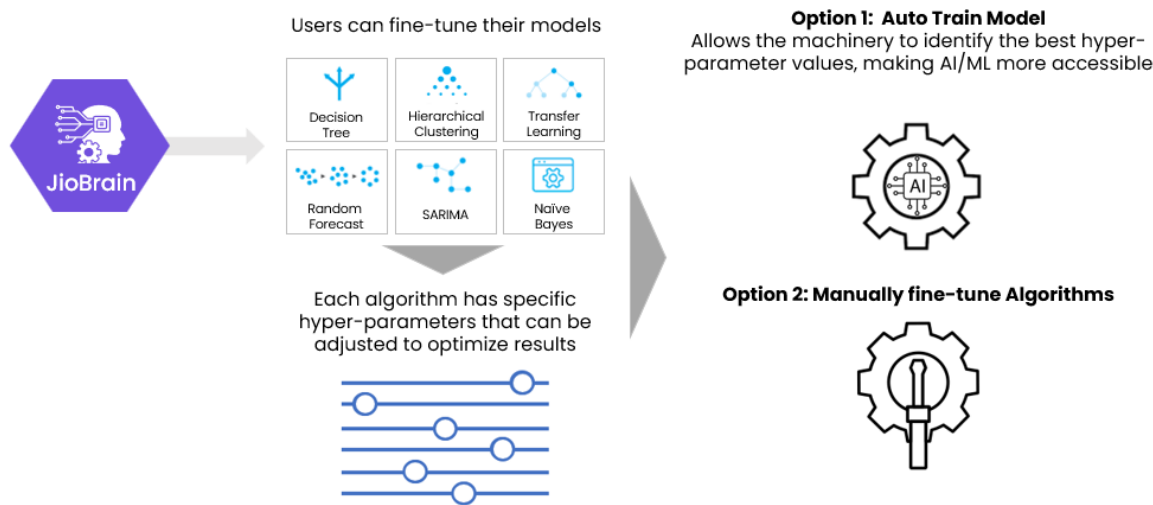 JioBrain
Users can fine-tune their models
Decision
Tree
Hierarchical
Clustering
Transfer
Learning
Random
Forecast
SARIMA
Naïve
Bayes
Each algorithm has specific
hyper-parameters that can be
adjusted to optimize results
Option 1:  Auto Train Model
Allows the machinery to identify the best hyper-
parameter values, making AI/ML more accessible
AI
Option 2: Manually fine-tune Algorithms